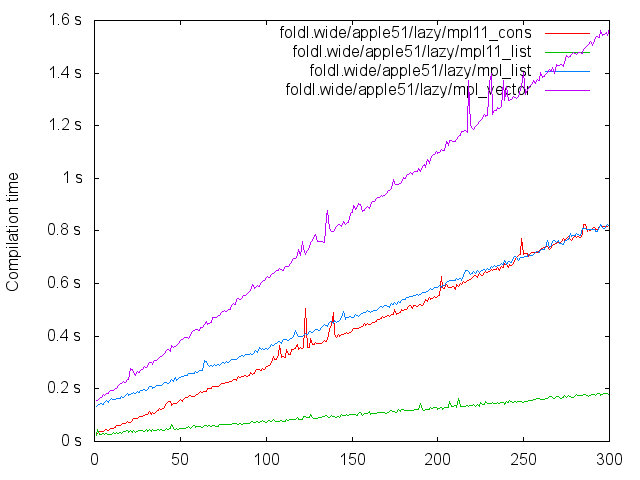 1.6 s
1.4 s
1.2 s
1 s
0.8 s
0.6 s
0.4 s
0.2 s
0 s
Compilation time
foldl.wide/apple51/lazy/mpl11_cons
foldl.wide/apple51/lazy/mpl11_list
foldl.wide/apple51/lazy/mpl_list
foldl.wide/apple51/lazy/mpl_vector
0 50 100 150 200 250 300